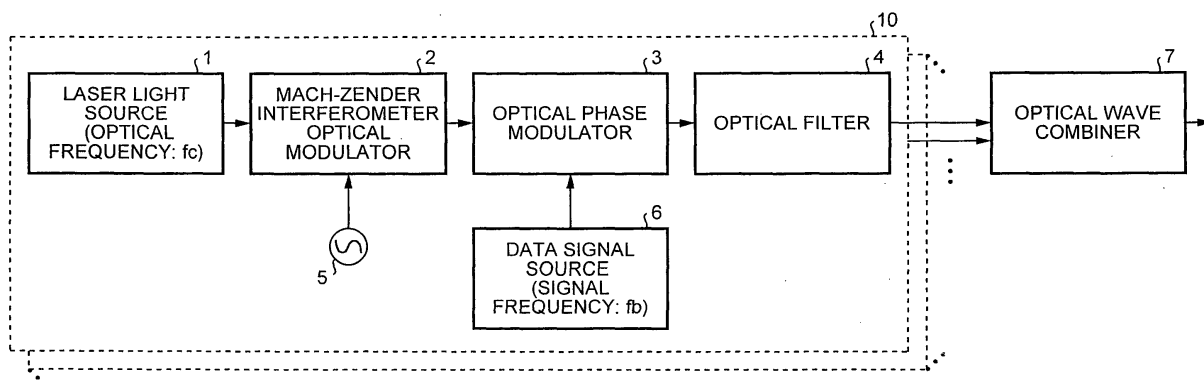 10
1
2
3
4
7
LASER LIGHT
SOURCE
(OPTICAL
FREQUENCY: fc)
MACH-ZENDER
INTERFEROMETER
OPTICAL
MODULATOR
OPTICAL PHASE
MODULATOR
OPTICAL FILTER
OPTICAL WAVE
COMBINER
5
6
DATA SIGNAL
SOURCE
(SIGNAL
FREQUENCY: fb)